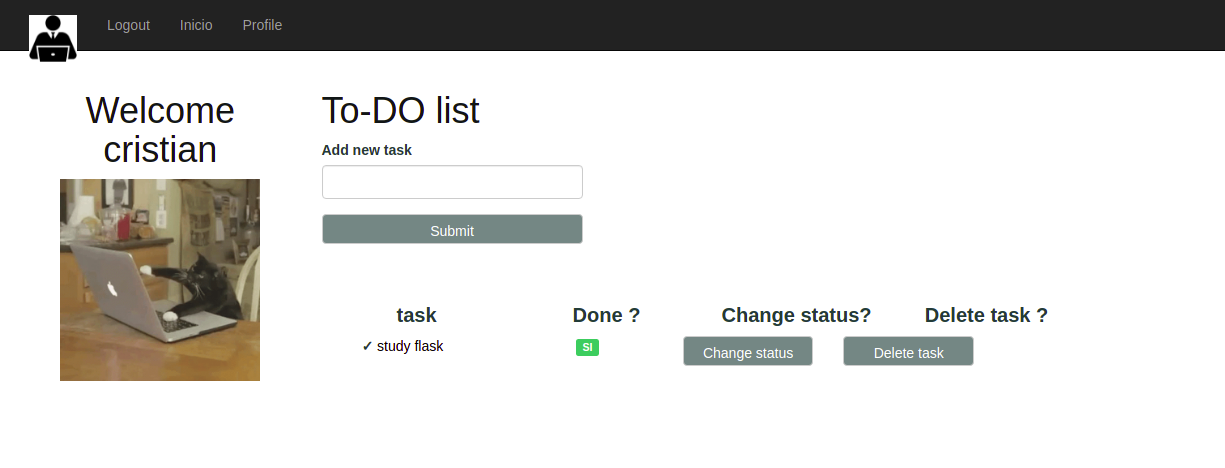 Logout Inicio Profile
Welcome
cristian
To-DO list
Add new task
Submit
task Done ? Change status? Delete task ?
✓ study flask SI Change status Delete task